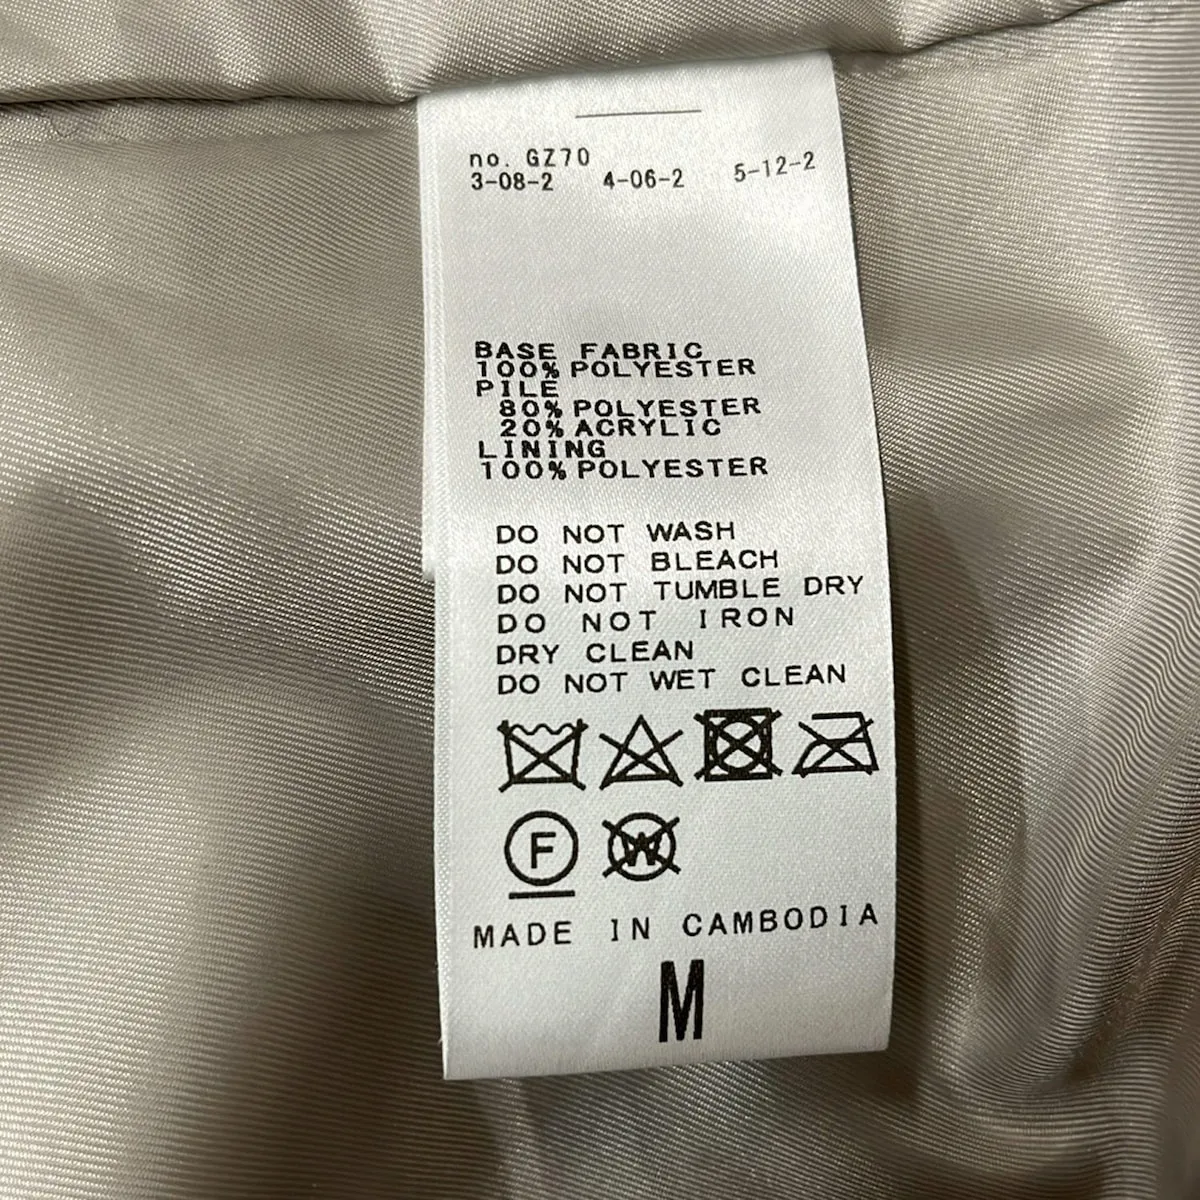 no. GZ70
3-08-2 4-06-2 5-12-2
BASE FABRIC
100% POLYESTER
PILE
80% POLYESTER
20% ACRYLIC
LINING
100% POLYESTER
DO NOT WASH
DO NOT BLEACH
DO NOT TUMBLE DRY
DO NOT IRON
DRY CLEAN
DO NOT WET CLEAN
F W
MADE IN CAMBODIA
M